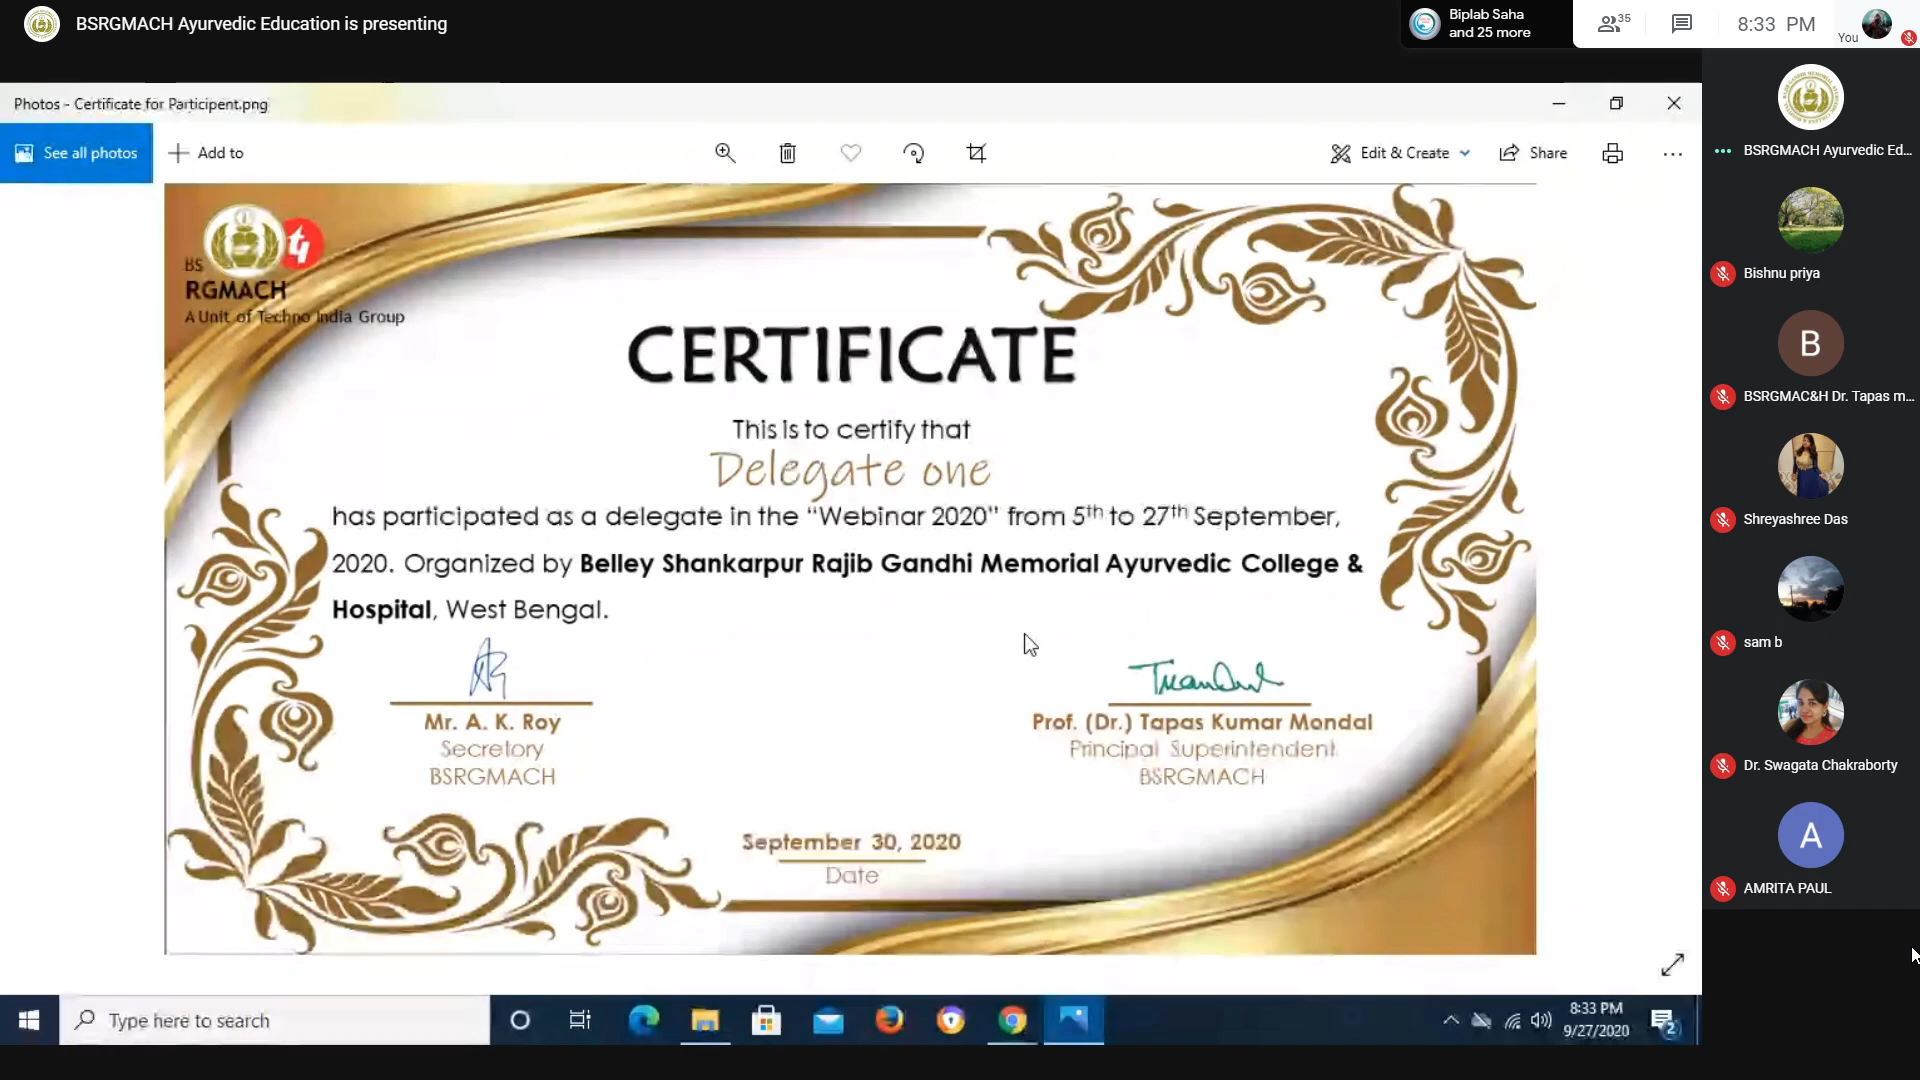 BSRGMACH Ayurvedic Education is presenting
Biplab Saha
and 25 more
35
8:33 PM
You
Photos - Certificate for Participent.png
See all photos
Add to
Edit & Create
Share
BS
RGMACH
A Unit of Techno India Group
CERTIFICATE
This is to certify that
Delegate one
has participated as a delegate in the “Webinar 2020” from 5th to 27th September,
2020. Organized by Belley Shankarpur Rajib Gandhi Memorial Ayurvedic College &
Hospital, West Bengal.
Mr. A. K. Roy
Secretory
BSRGMACH
Prof. (Dr.) Tapas Kumar Mondal
Principal Superintendent
BSRGMACH
September 30, 2020
Date
BSRGMACH Ayurvedic Ed...
Bishnu priya
B
BSRGMAC&H Dr. Tapas m...
Shreyashree Das
sam b
Dr. Swagata Chakraborty
A
AMRITA PAUL
Type here to search
8:33 PM
9/27/2020
2